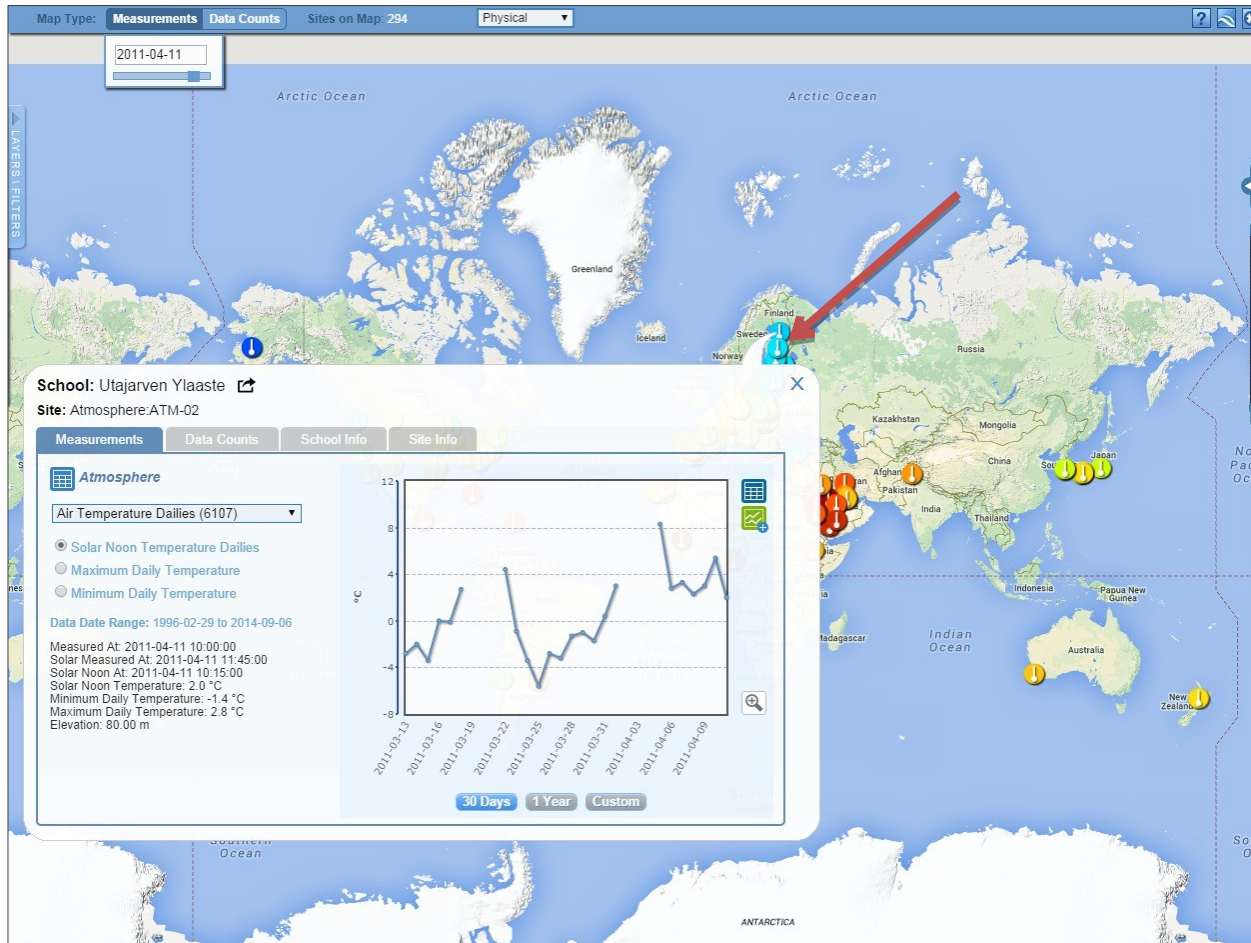 Map Type: Measurements Data Counts Sites on Map: 294 Physical
?
2011-04-11
LAYERS \ FILTERS
Arctic Ocean
Arctic Ocean
Greenland
Iceland
Finland
Sweden
Norway
Russia
Kazakhstan
Mongolia
China
Japan
Afghan
Pakistan
India
Thailand
Indonesia
Papua New
Guinea
Madagascar
Indian
Ocean
Australia
New
Zealand
School: Utajarven Ylaaste
X
Site: Atmosphere:ATM-02
Measurements Data Counts School Info Site Info
Atmosphere
Air Temperature Dailies (6107)
Solar Noon Temperature Dailies
Maximum Daily Temperature
Minimum Daily Temperature
Data Date Range: 1996-02-29 to 2014-09-06
Measured At: 2011-04-11 10:00:00
Solar Measured At: 2011-04-11 11:45:00
Solar Noon At: 2011-04-11 10:15:00
Solar Noon Temperature: 2.0 °C
Minimum Daily Temperature: -1.4 °C
Maximum Daily Temperature: 2.8 °C
Elevation: 80.00 m
°C
12
8
4
0
-4
-8
2011-03-13
2011-03-16
2011-03-19
2011-03-22
2011-03-25
2011-03-28
2011-03-31
2011-04-03
2011-04-06
2011-04-09
30 Days 1 Year Custom
Southern
Ocean
ANTARCTICA